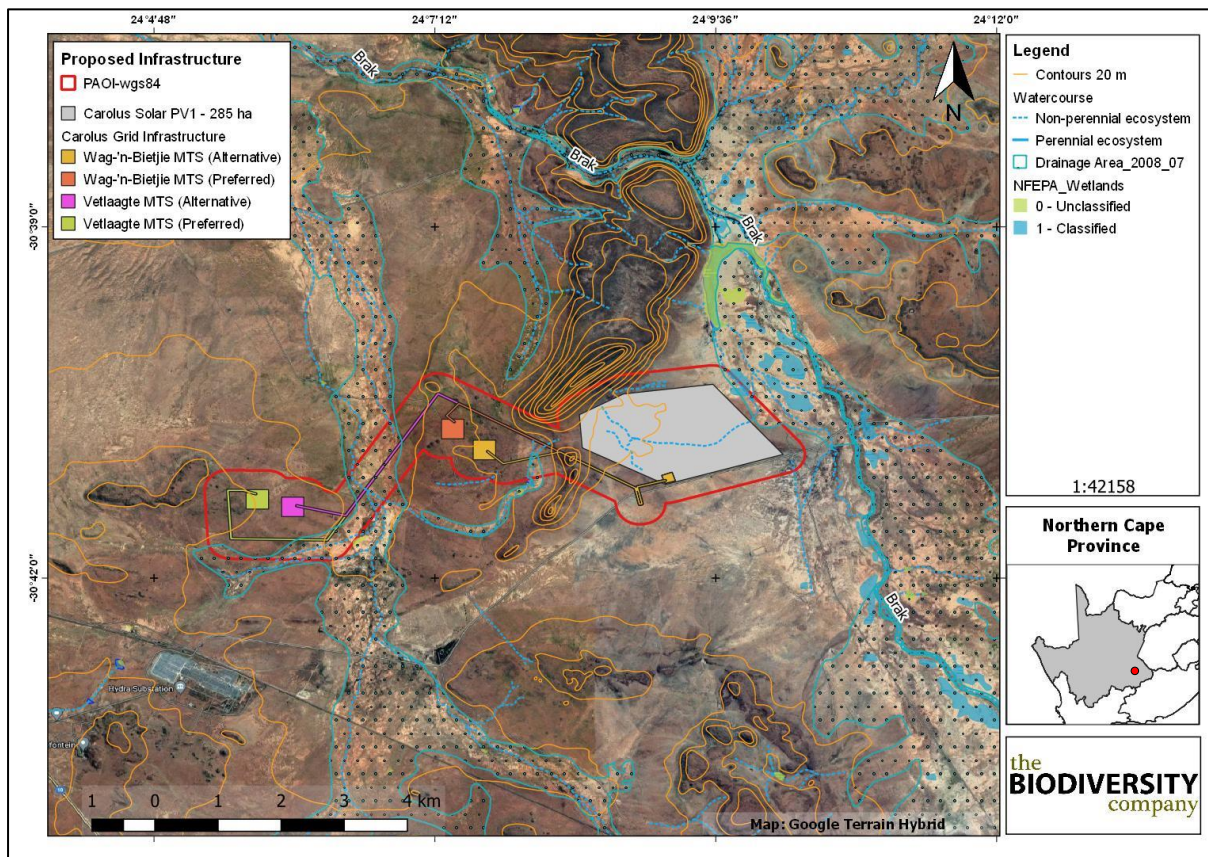 24°4'48"
24°7'12"
24°9'36"
24°12'0"
Proposed Infrastructure
PAOI-wgs84
Carolus Solar PV1 - 285 ha
Carolus Grid Infrastructure
Wag-'n-Bietjie MTS (Alternative)
Wag-'n-Bietjie MTS (Preferred)
Vetlaagte MTS (Alternative)
Vetlaagte MTS (Preferred)
Brak
Brak
Brak
Brak
N
-30°39'0"
-30°42'0"
Hydra Substation
fontein
1 0 1 2 3 4 km
Map: Google Terrain Hybrid
Legend
Contours 20 m
Watercourse
Non-perennial ecosystem
Perennial ecosystem
Drainage Area_2008_07
NFEPA_Wetlands
0 - Unclassified
1 - Classified
1:42158
Northern Cape
Province
the
BIODIVERSITY
company